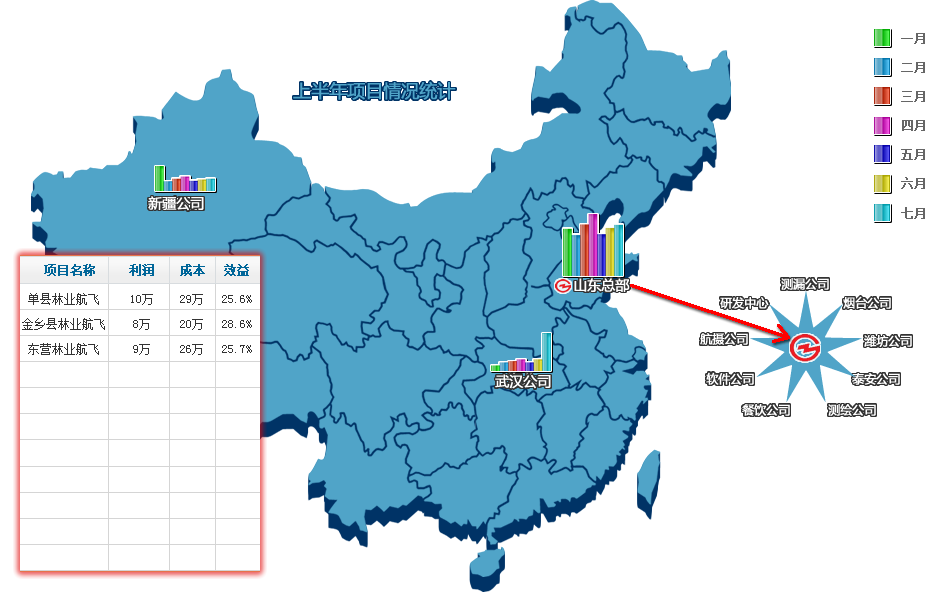 上半年项目情况统计
一月
二月
三月
四月
五月
六月
七月
新疆公司
山东总部
武汉公司
项目名称 利润 成本 效益
单县林业航飞 10万 29万 25.6%
金乡县林业航飞 8万 20万 28.6%
东营林业航飞 9万 26万 25.7%
测漏公司
研发中心
烟台公司
航摄公司
潍坊公司
软件公司
泰安公司
餐饮公司
测绘公司